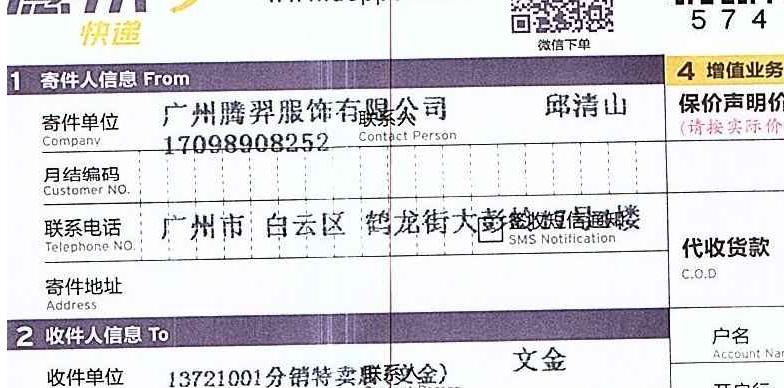 快递
574
微信下单
1 寄件人信息 From
4 增值业务
寄件单位 广州腾羿服饰有限公司 联系人 邱清山
Company 17098908252 Contact Person
保价声明价
(请按实际价
月结编码
Customer NO.
联系电话 广州市 白云区 鹤龙街大彭 签收短信通知 楼
Telephone NO. SMS Notification
代收货款
C.O.D
寄件地址
Address
2 收件人信息 To
户名
Account Nam
收件单位 13721001分销特卖 联系人 文金) 文金